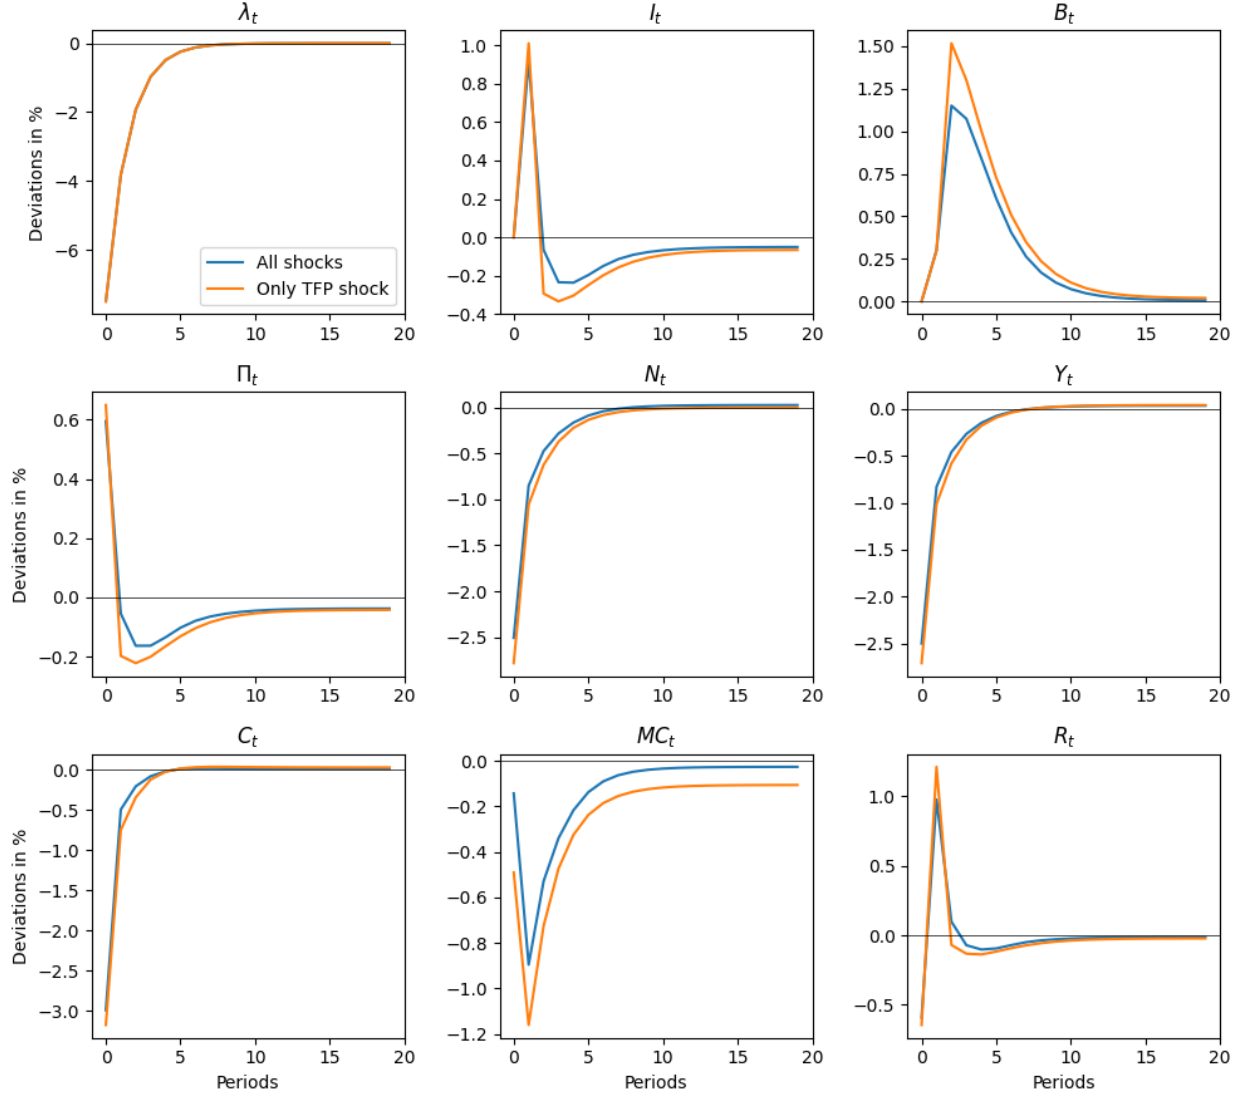 λt
It
Bt
Deviations in %
0
−2
−4
−6
All shocks
Only TFP shock
0 5 10 15 20
1.0
0.8
0.6
0.4
0.2
0.0
−0.2
−0.4
0 5 10 15 20
1.50
1.25
1.00
0.75
0.50
0.25
0.00
0 5 10 15 20
Πt
Nt
Yt
Deviations in %
0.6
0.4
0.2
0.0
−0.2
0 5 10 15 20
0.0
−0.5
−1.0
−1.5
−2.0
−2.5
0 5 10 15 20
0.0
−0.5
−1.0
−1.5
−2.0
−2.5
0 5 10 15 20
Ct
MCt
Rt
Deviations in %
0.0
−0.5
−1.0
−1.5
−2.0
−2.5
−3.0
0 5 10 15 20
Periods
0.0
−0.2
−0.4
−0.6
−0.8
−1.0
−1.2
0 5 10 15 20
Periods
1.0
0.5
0.0
−0.5
0 5 10 15 20
Periods